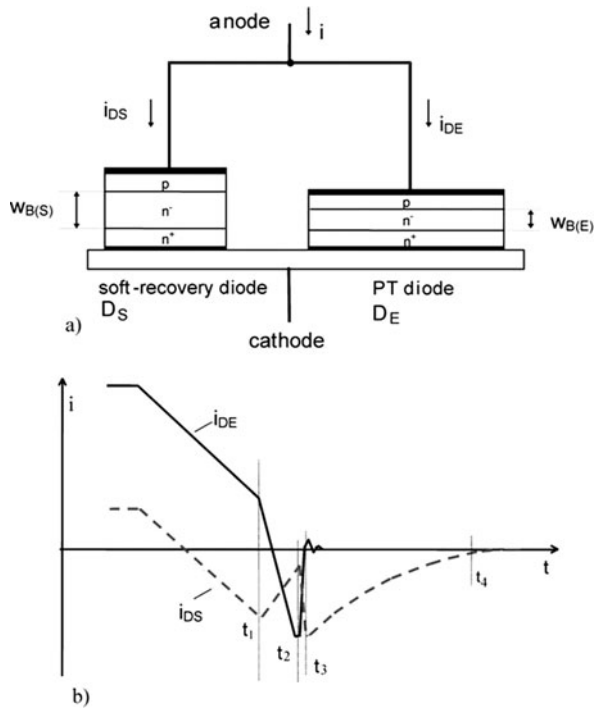 anode
i
iDS
iDE
p
n-
n+
p
n-
n+
wB(S)
wB(E)
soft-recovery diode
DS
PT diode
DE
a)
cathode
i
iDE
iDS
t1
t2
t3
t4
t
b)